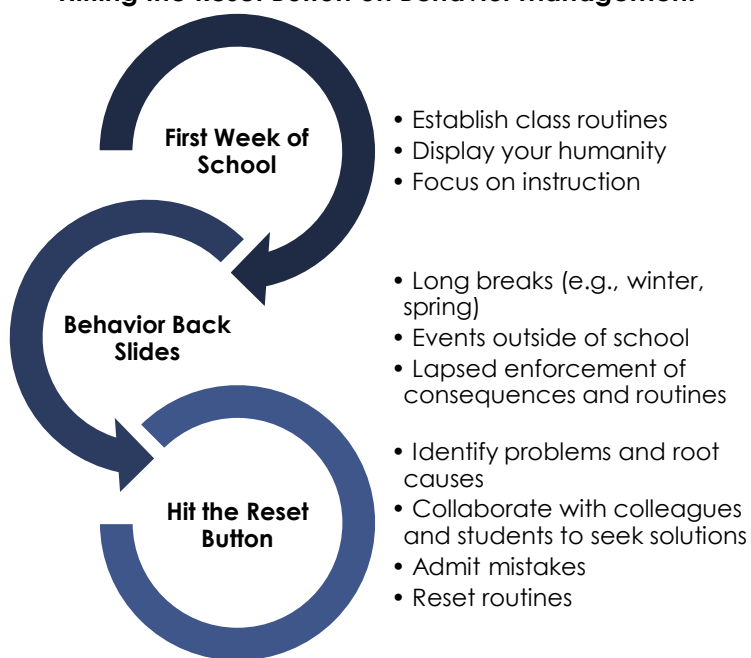 First Week of
School
• Establish class routines
• Display your humanity
• Focus on instruction
Behavior Back
Slides
• Long breaks (e.g., winter,
spring)
• Events outside of school
• Lapsed enforcement of
consequences and routines
Hit the Reset
Button
• Identify problems and root
causes
• Collaborate with colleagues
and students to seek solutions
• Admit mistakes
• Reset routines